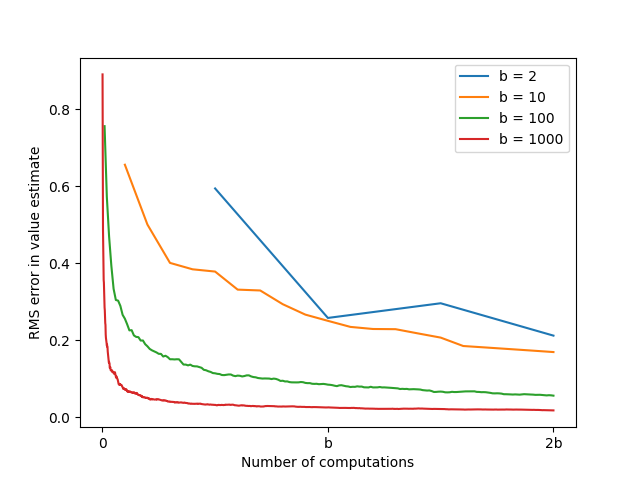 b = 2
b = 10
b = 100
b = 1000
RMS error in value estimate
0.8
0.6
0.4
0.2
0.0
0
b
2b
Number of computations